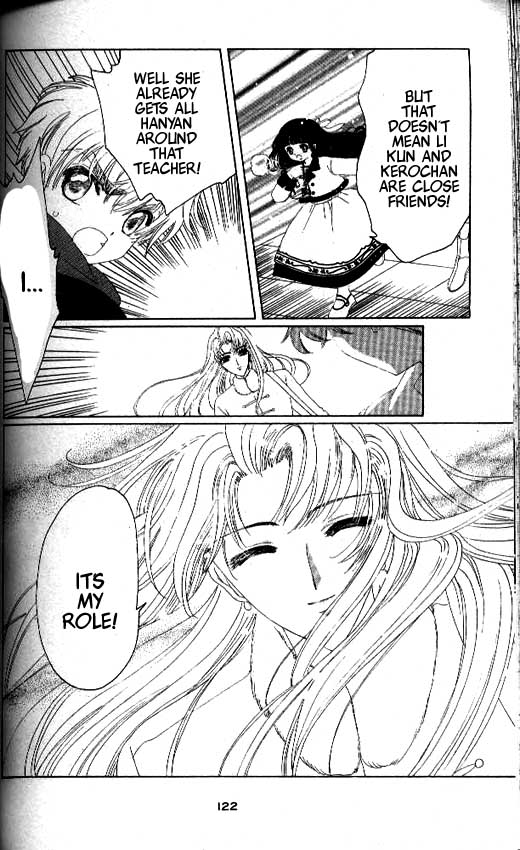 BUT
THAT
DOESN'T
MEAN LI
KUN AND
KEROCHAN
ARE CLOSE
FRIENDS!
WELL SHE
ALREADY
GETS ALL
HANYAN
AROUND
THAT
TEACHER!
I...
ITS
MY
ROLE!
122